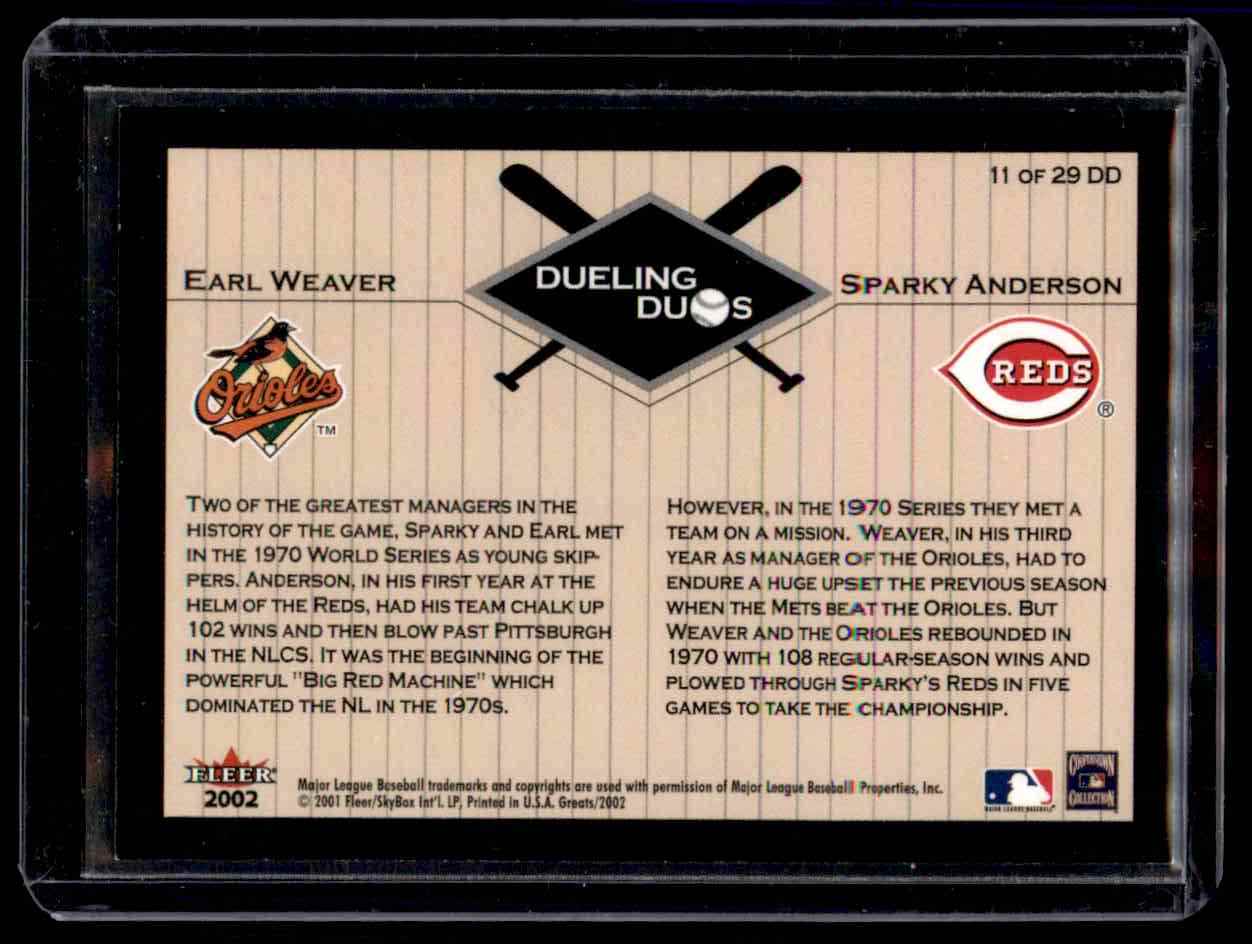 11 OF 29 DD
EARL WEAVER
DUELING
DUOS
SPARKY ANDERSON
Orioles
TM
REDS
®
TWO OF THE GREATEST MANAGERS IN THE
HISTORY OF THE GAME, SPARKY AND EARL MET
IN THE 1970 WORLD SERIES AS YOUNG SKIP-
PERS. ANDERSON, IN HIS FIRST YEAR AT THE
HELM OF THE REDS, HAD HIS TEAM CHALK UP
102 WINS AND THEN BLOW PAST PITTSBURGH
IN THE NLCS. IT WAS THE BEGINNING OF THE
POWERFUL "BIG RED MACHINE" WHICH
DOMINATED THE NL IN THE 1970S.
HOWEVER, IN THE 1970 SERIES THEY MET A
TEAM ON A MISSION. WEAVER, IN HIS THIRD
YEAR AS MANAGER OF THE ORIOLES, HAD TO
ENDURE A HUGE UPSET THE PREVIOUS SEASON
WHEN THE METS BEAT THE ORIOLES. BUT
WEAVER AND THE ORIOLES REBOUNDED IN
1970 WITH 108 REGULAR-SEASON WINS AND
PLOWED THROUGH SPARKY'S REDS IN FIVE
GAMES TO TAKE THE CHAMPIONSHIP.
FLEER
2002
Major League Baseball trademarks and copyrights are used with permission of Major League Baseball Properties, Inc.
© 2001 Fleer/SkyBox Int'l. LP, Printed in U.S.A. Greats/2002
MAJOR LEAGUE BASEBALL
COOPERSTOWN
COLLECTION